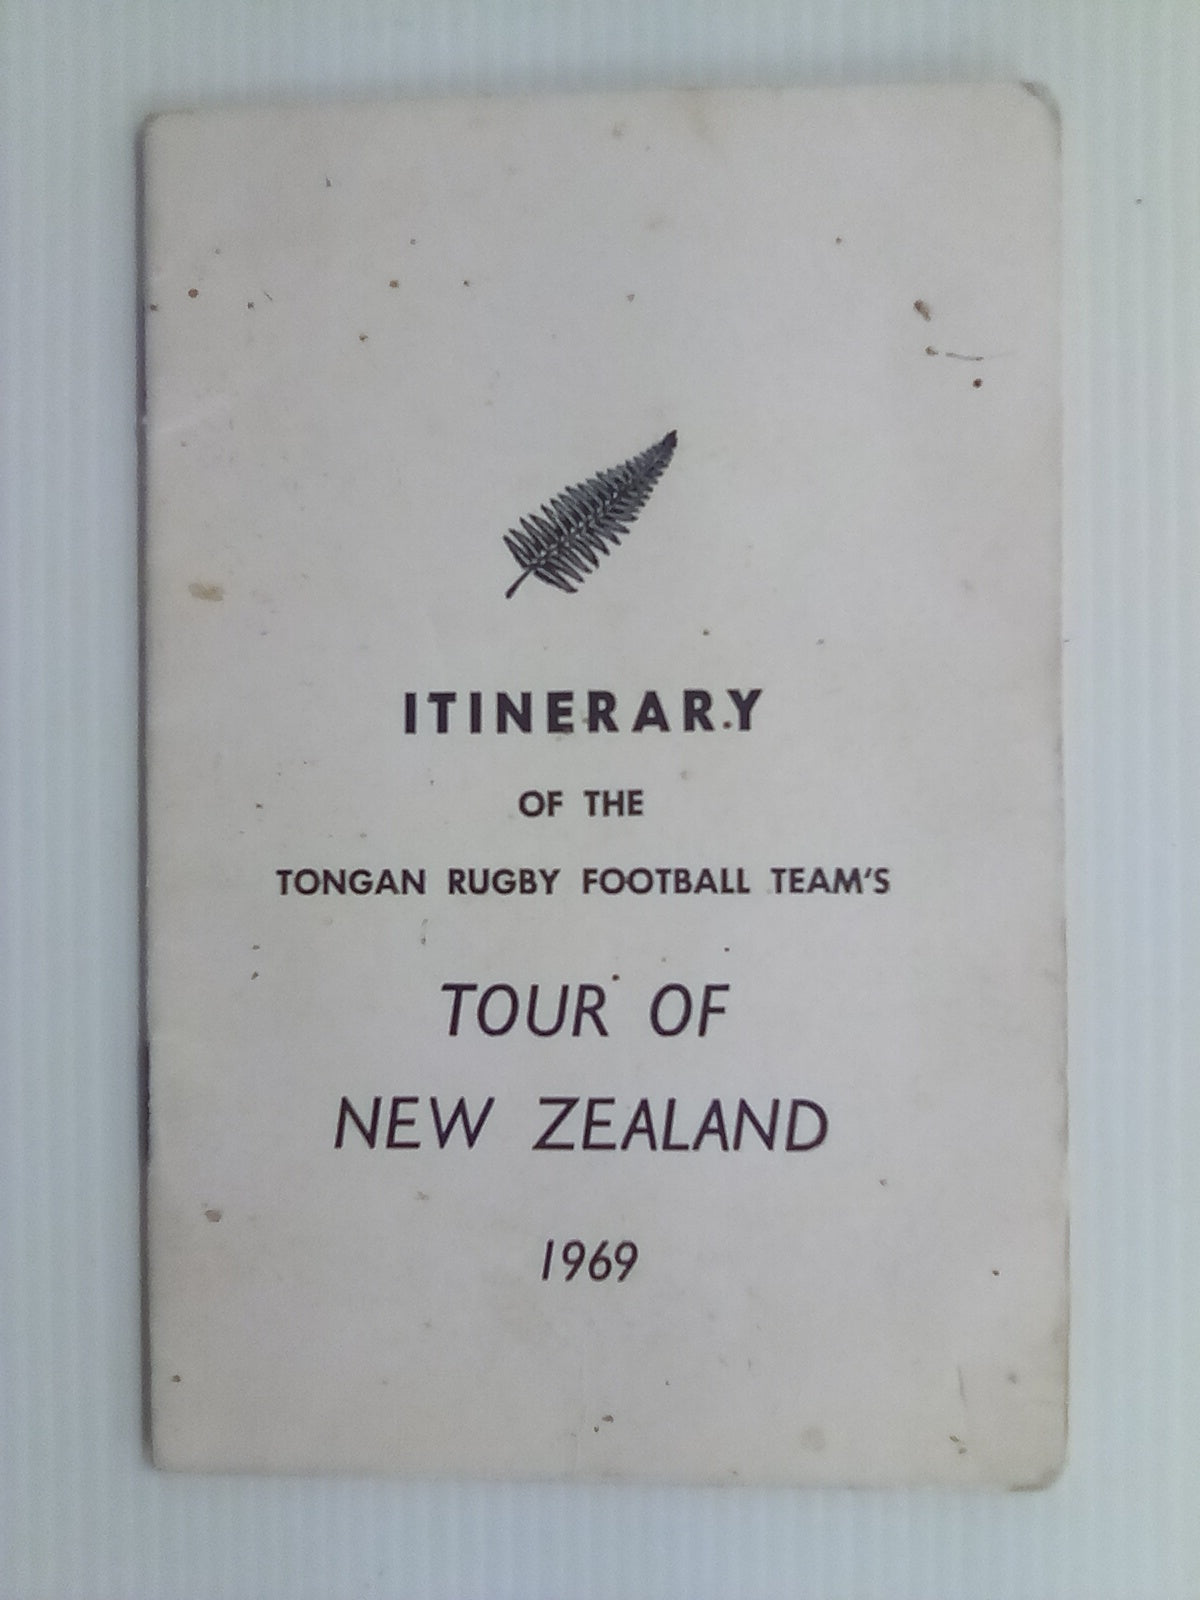 ITINERARY
OF THE
TONGAN RUGBY FOOTBALL TEAM'S
TOUR OF
NEW ZEALAND
1969